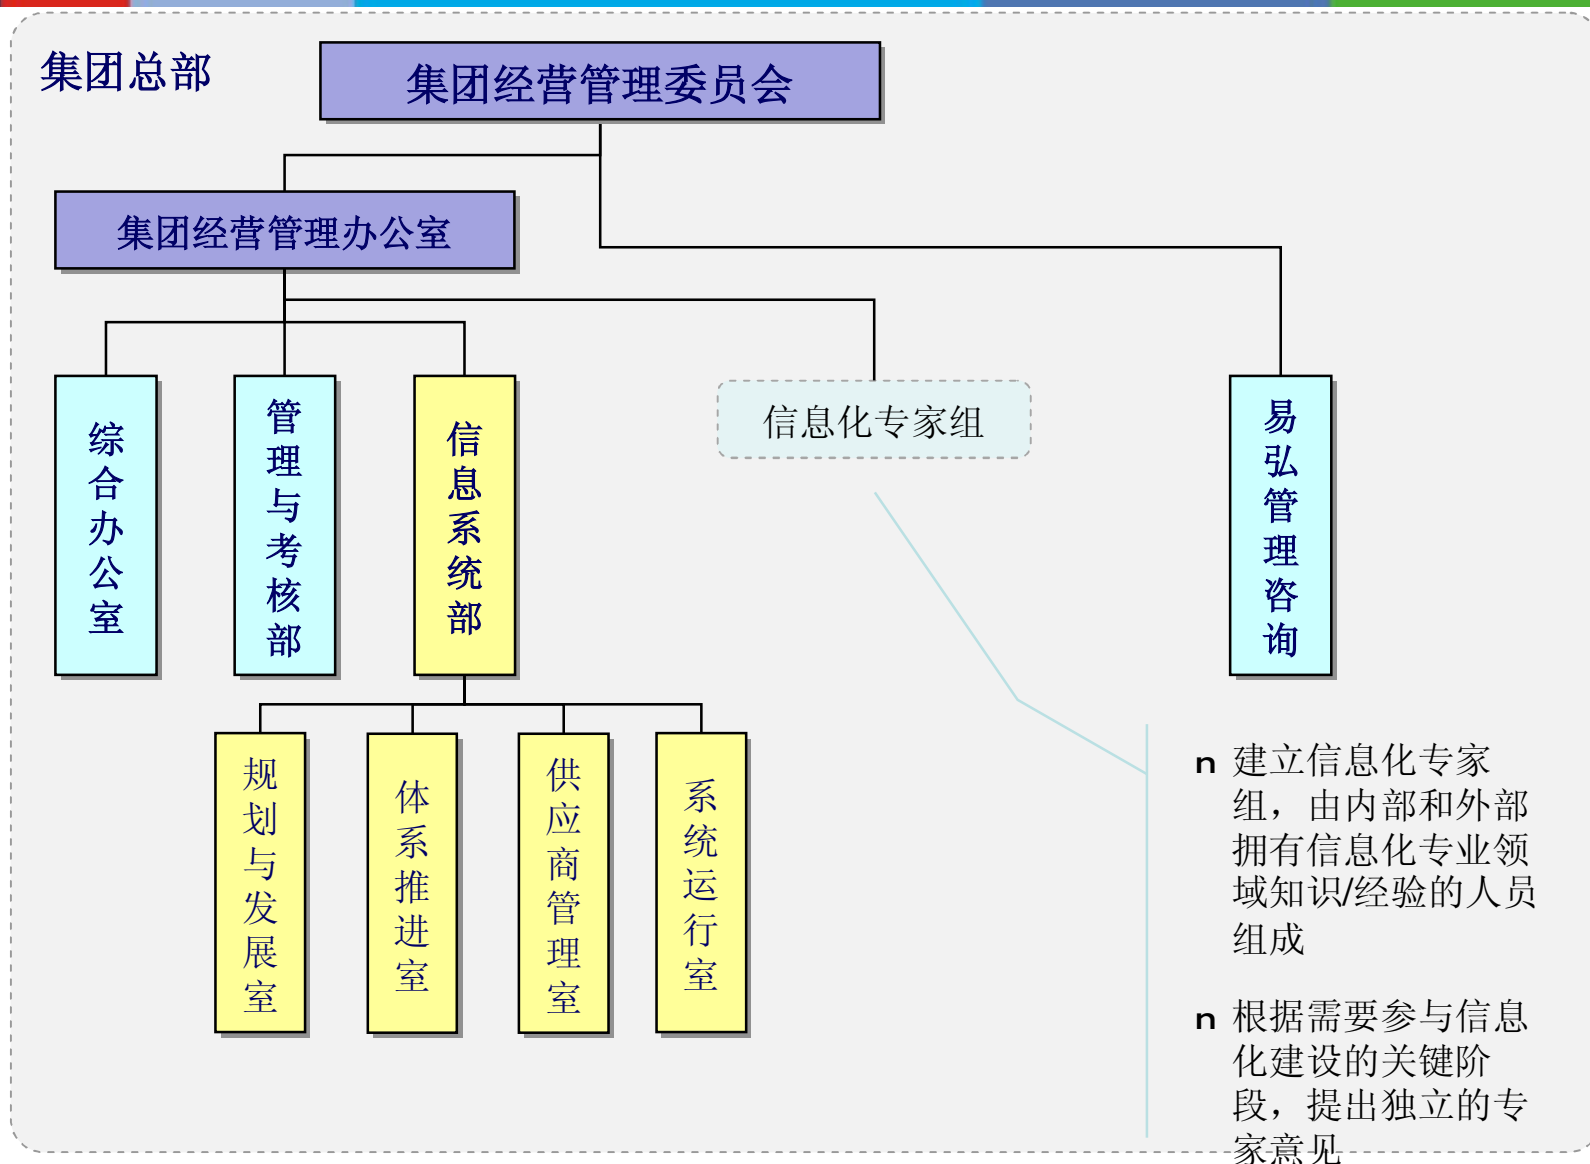 集团总部
集团经营管理委员会
集团经营管理办公室
综合办公室
管理与考核部
信息系统部
信息化专家组
易弘管理咨询
规划与发展室
体系推进室
供应商管理室
系统运行室
n 建立信息化专家
组，由内部和外部
拥有信息化专业领
域知识/经验的人员
组成
n 根据需要参与信息
化建设的关键阶
段，提出独立的专
家意见